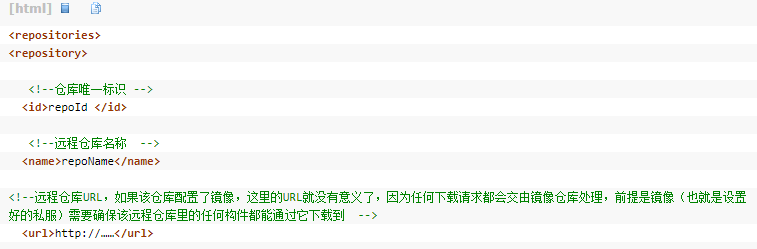 [html]
<repositories>
<repository>
<!--仓库唯一标识 -->
<id>repoId </id>
<!--远程仓库名称  -->
<name>repoName</name>
<!--远程仓库URL，如果该仓库配置了镜像，这里的URL就没有意义了，因为任何下载请求都会交由镜像仓库处理，前提是镜像（也就是设置
好的私服）需要确保该远程仓库里的任何构件都能通过它下载到  -->
<url>http://……</url>